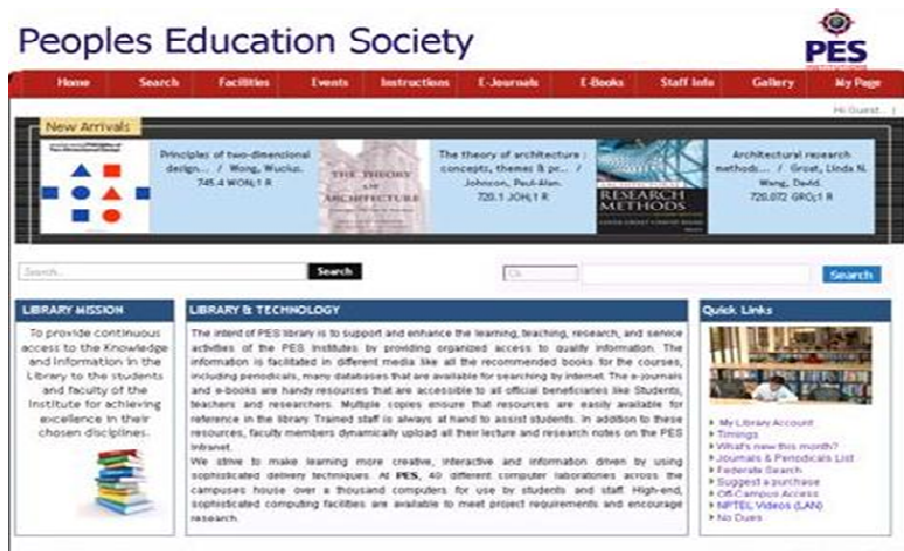 Peoples Education Society
PES
INSTITUTIONS
Home Search Facilities Events Instructions E-Journals E-Books Staff Info Gallery My Page
Hi Guest.. |
New Arrivals
Principles of two-dimensional
design... / Wong, Wucius.
745.4 WON;1 R
THE THEORY
OF
ARCHITECTURE
The theory of architecture :
concepts, themes & pr... /
Johnson, Paul-Alan.
720.1 JOH;1 R
ARCHITECTURAL
RESEARCH
METHODS
Architectural research
methods... / Groat, Linda N.
Wang, David.
720.072 GRO;1 R
Search.. Search Search
LIBRARY MISSION
To provide continuous
access to the Knowledge
and Information in the
Library to the students
and faculty of the
Institute for achieving
excellence in their
chosen disciplines.
LIBRARY & TECHNOLOGY
The intent of PES library is to support and enhance the learning, teaching, research, and service
activities of the PES Institutes by providing organized access to quality information. The
information is facilitated in different media like all the recommended books for the courses,
including periodicals, many databases that are available for searching by internet. The e-journals
and e-books are handy resources that are accessible to all official beneficiaries like Students,
teachers and researchers. Multiple copies ensure that resources are easily available for
reference in the library Trained staff is always at hand to assist students. In addition to these
resources, faculty members dynamically upload all their lecture and research notes on the PES
intranet.
We strive to make learning more creative, interactive and information driven by using
sophisticated delivery techniques. At PES, 40 different computer laboratories across the
campuses house over a thousand computers for use by students and staff. High-end,
sophisticated computing facilities are available to meet project requirements and encourage
research.
Quick Links
My Library Account
Timings
What's new this month?
Journals & Periodicals List
Federate Search
Suggest a purchase
Off-Campus Access
NPTEL Videos (LAN)
No Dues